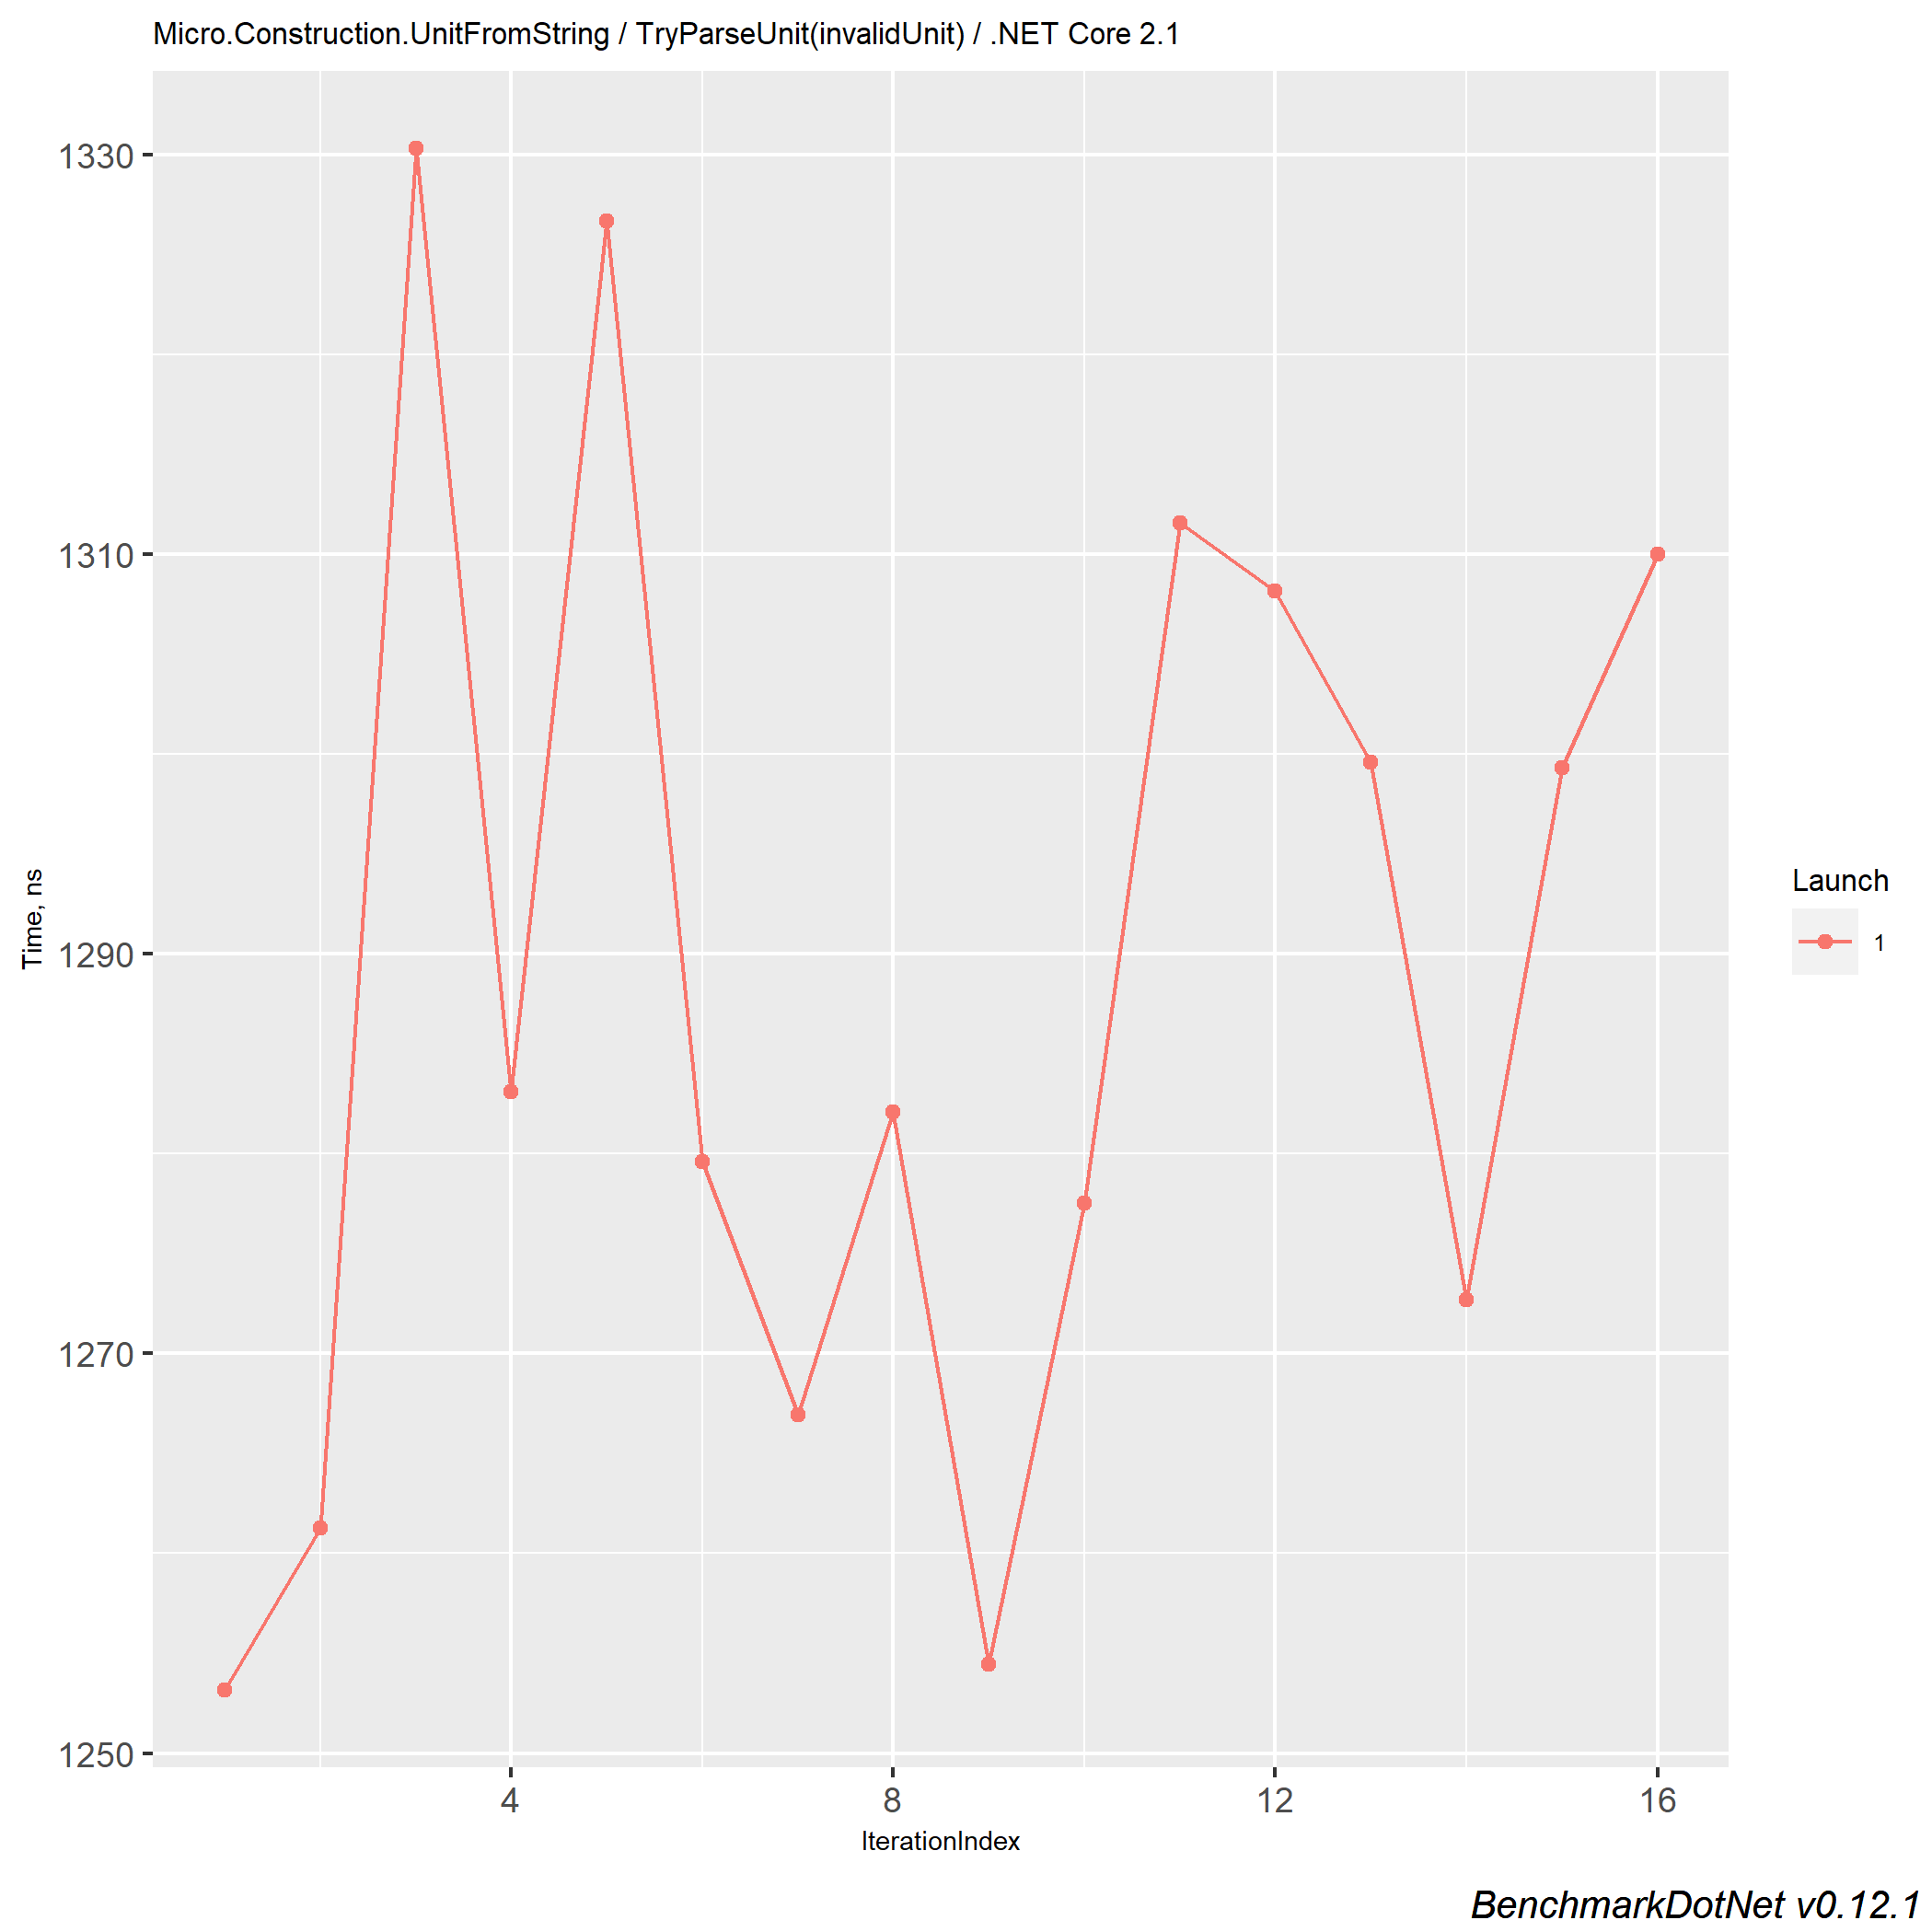 Micro.Construction.UnitFromString / TryParseUnit(invalidUnit) / .NET Core 2.1
1330
1310
1290
1270
1250
Time, ns
4 8 12 16
IterationIndex
Launch
1
BenchmarkDotNet v0.12.1